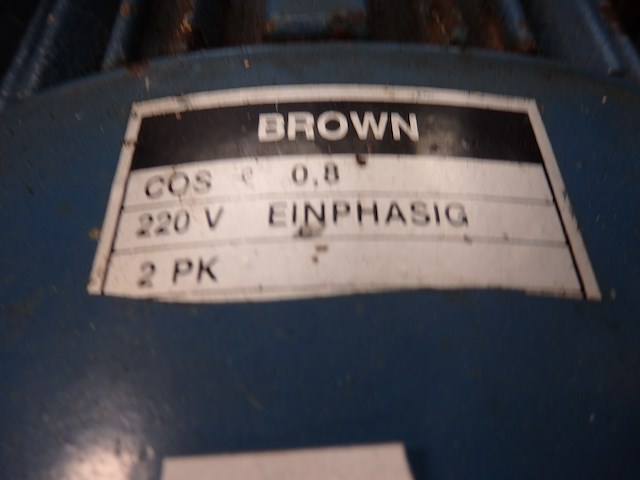 BROWN
COS φ 0,8
220 V EINPHASIG
2 PK